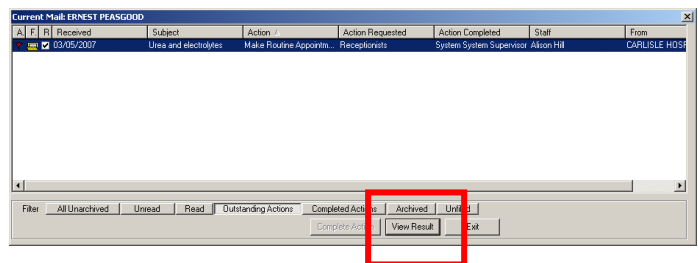 Current Mail: ERNEST PEASGOOD
A. F. R Received Subject Action Action Requested Action Completed Staff From
03/05/2007 Urea and electrolytes Make Routine Appointm... Receptionists System System Supervisor Alison Hill CARLISLE HOSP
Filter All Unarchived Unread Read Outstanding Actions Completed Actions Archived Unfiled
Complete Action View Result Exit